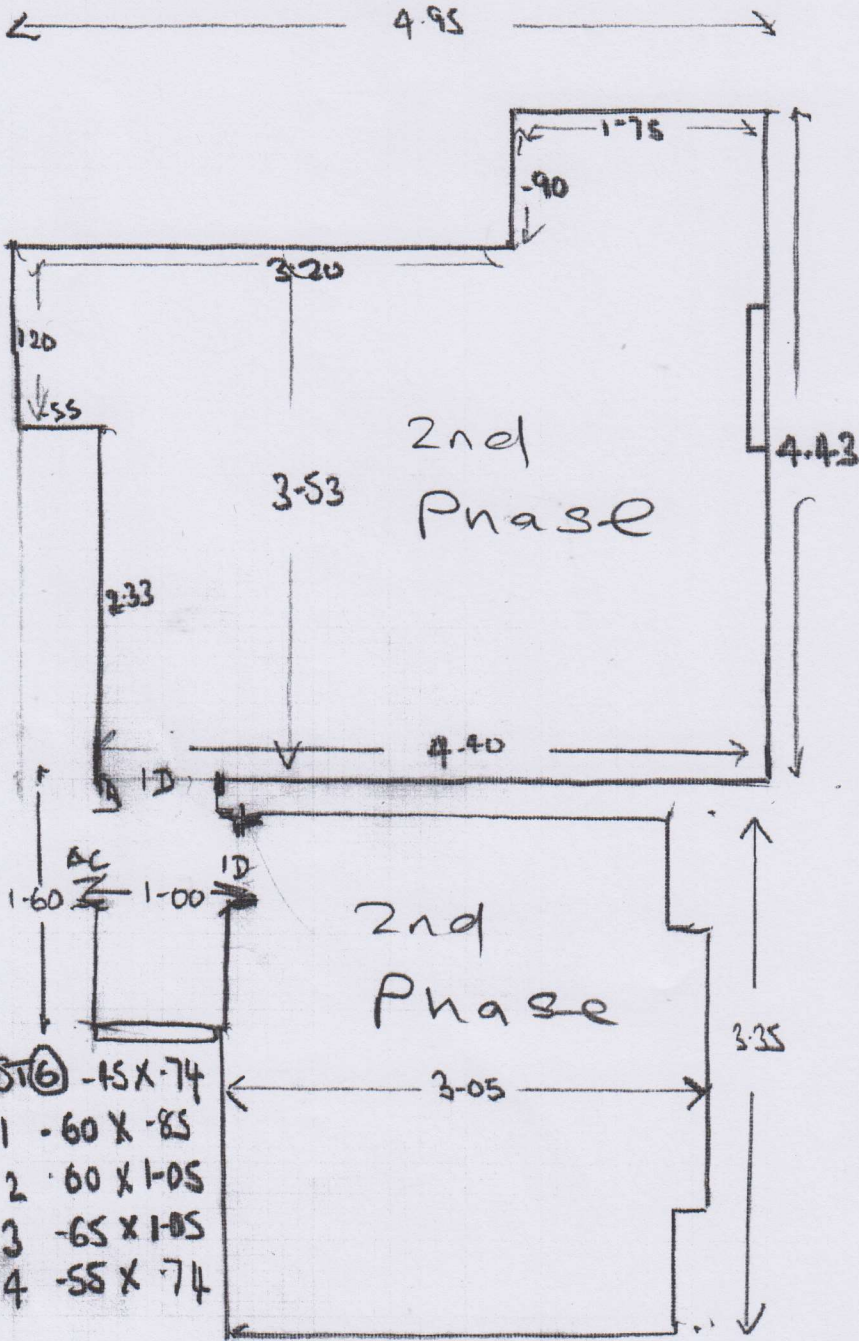 4.95
1-75
-90
3-20
120
-55
2nd
Phase
4.43
3-53
2.33
4.40
1D
AC
1D
1-60
1-00
2nd
Phase
3.35
3-05
ST⑥ -45 X .74
1 -60 X -85
2 60 X 1-05
3 -65 X 1-05
4 -55 X .74